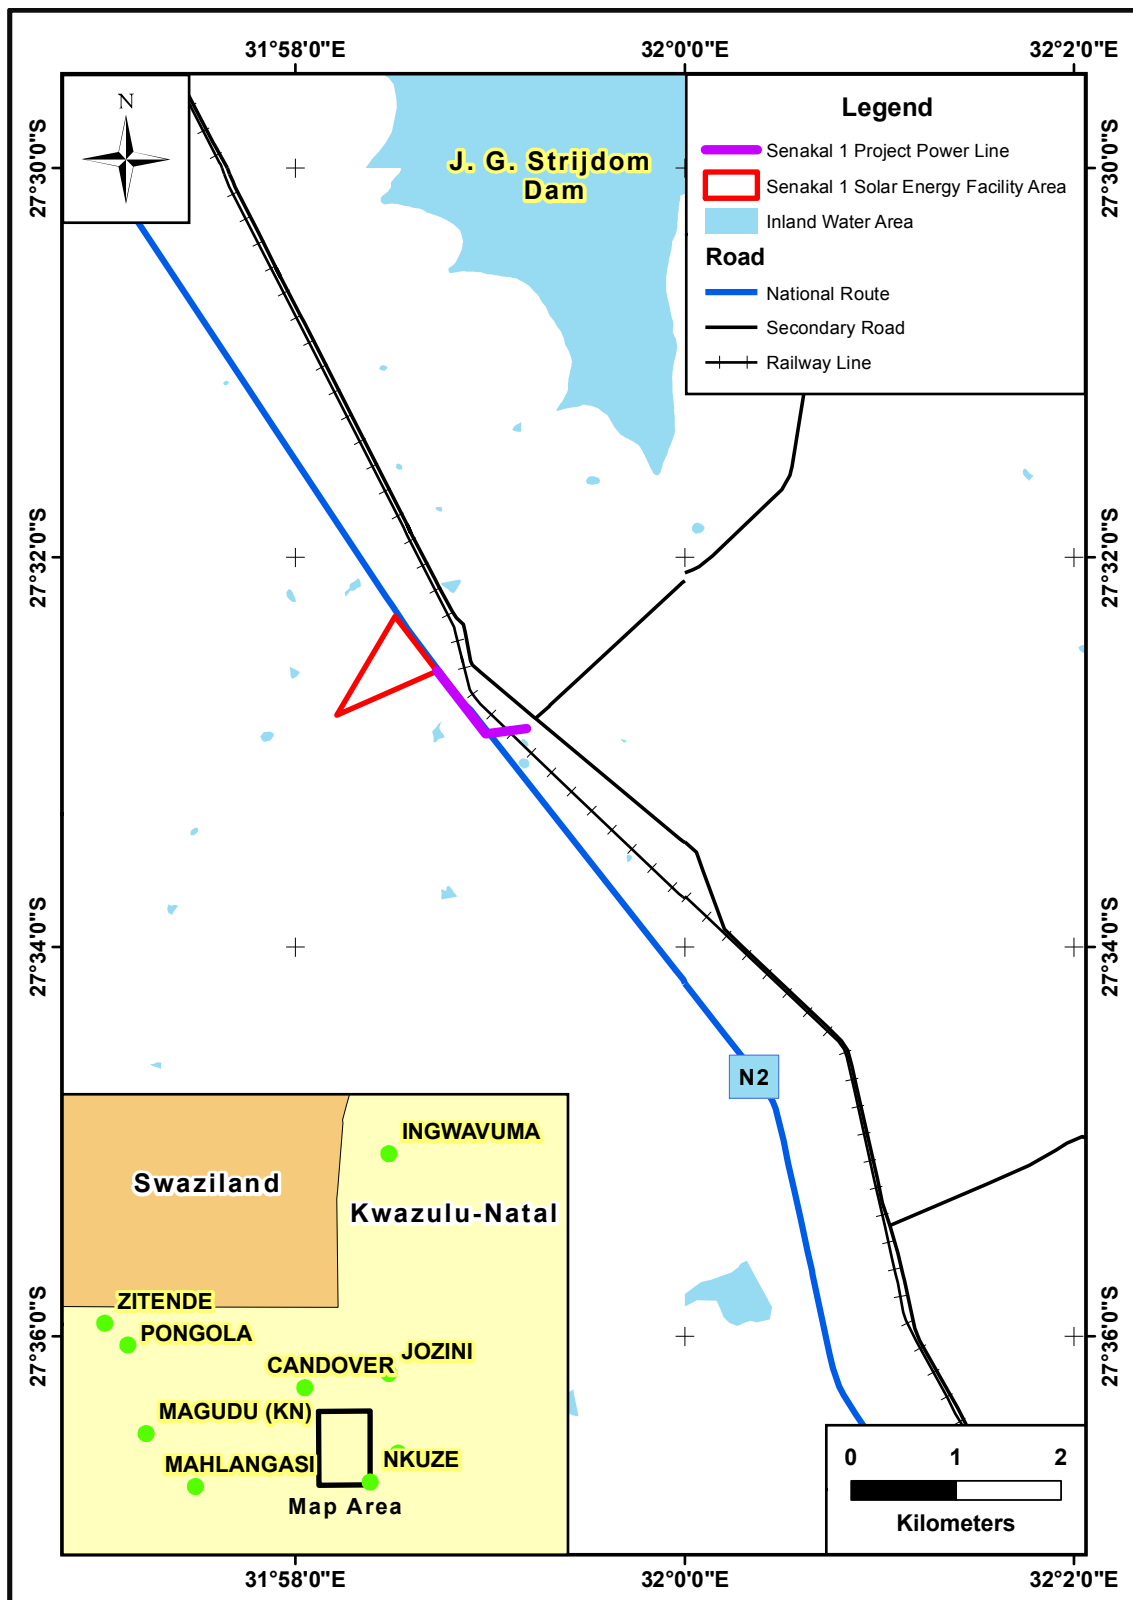 31°58'0"E
32°0'0"E
32°2'0"E
N
27°30'0"S
27°30'0"S
J. G. Strijdom
Dam
Legend
Senakal 1 Project Power Line
Senakal 1 Solar Energy Facility Area
Inland Water Area
Road
National Route
Secondary Road
Railway Line
27°32'0"S
27°32'0"S
27°34'0"S
27°34'0"S
N2
INGWAVUMA
Swaziland
Kwazulu-Natal
ZITENDE
PONGOLA
JOZINI
CANDOVER
MAGUDU (KN)
NKUZE
MAHLANGASI
Map Area
27°36'0"S
27°36'0"S
0 1 2
Kilometers
31°58'0"E
32°0'0"E
32°2'0"E